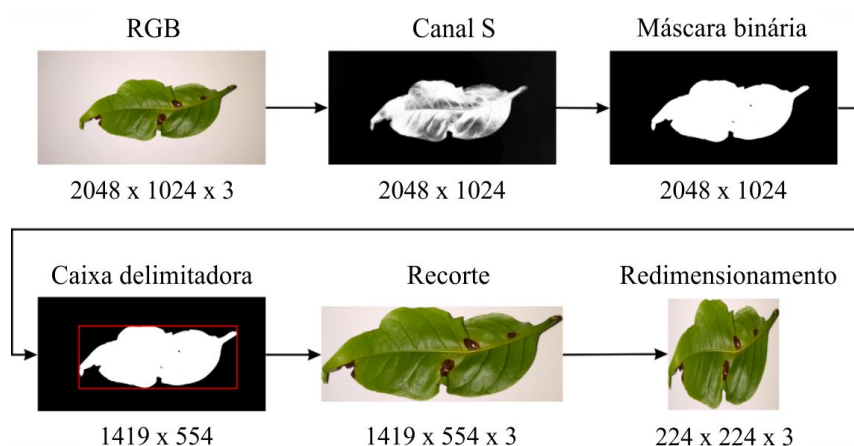 RGB
Canal S
Máscara binária
2048 x 1024 x 3
2048 x 1024
2048 x 1024
Caixa delimitadora
Recorte
Redimensionamento
1419 x 554
1419 x 554 x 3
224 x 224 x 3